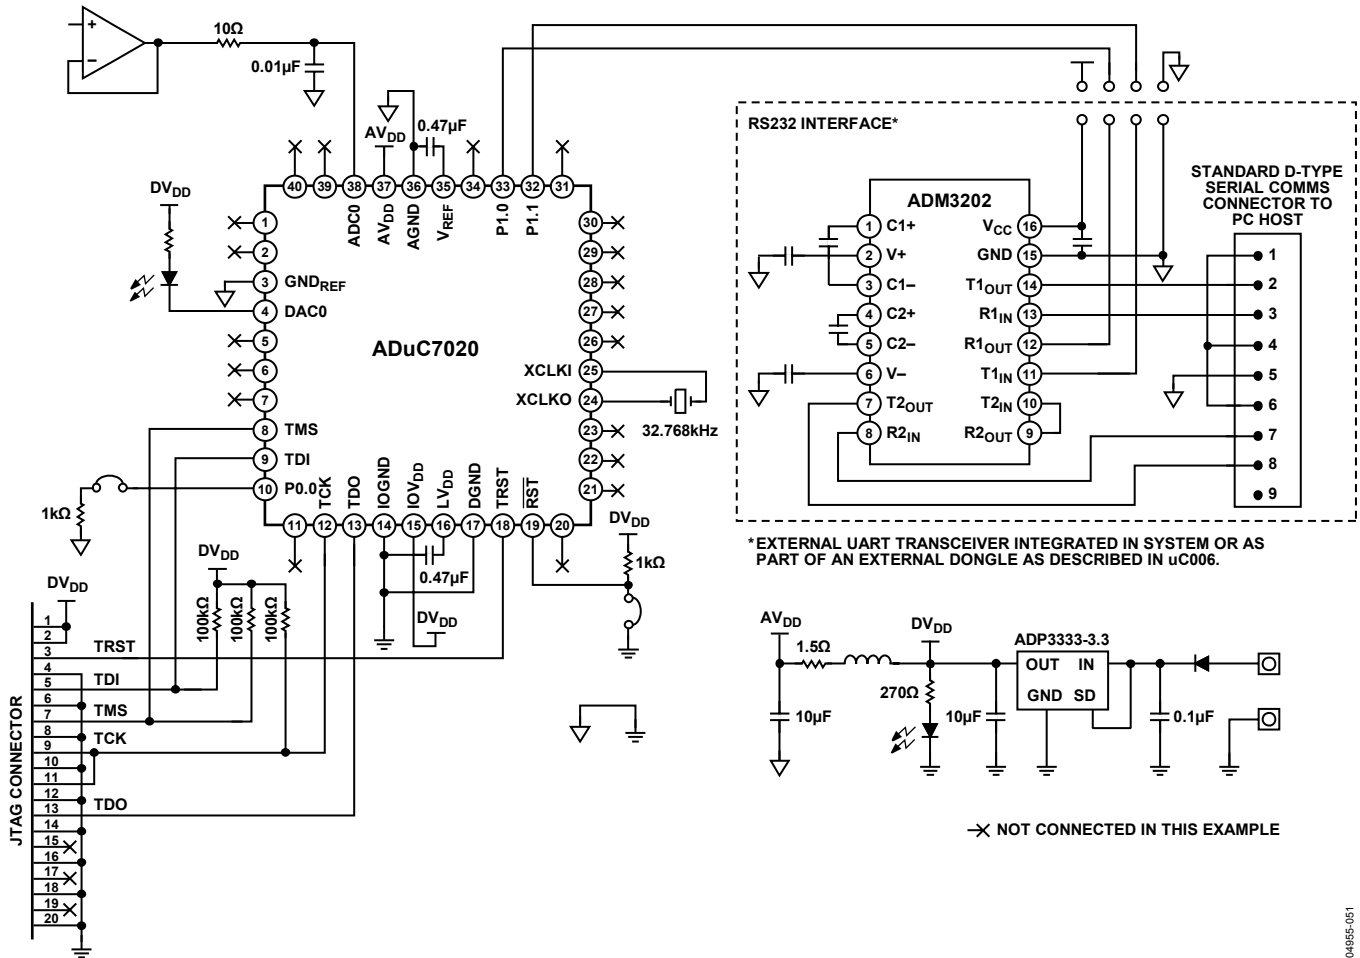 +
−
10Ω
0.01µF
AVDD
0.47µF
DVDD
40
39
38
37
36
35
34
33
32
31
ADC0
AVDD
AGND
VREF
P1.0
P1.1
1
2
3 GNDREF
4 DAC0
5
6
7
8 TMS
9 TDI
10 P0.0
ADuC7020
30
29
28
27
26
XCLKI 25
XCLKO 24
23
22
21
32.768kHz
1kΩ
TCK
TDO
IOGND
IOVDD
LVDD
DGND
TRST
RST
11
12
13
14
15
16
17
18
19
20
0.47µF
DVDD
DVDD
1kΩ
DVDD
100kΩ
100kΩ
100kΩ
DVDD
JTAG CONNECTOR
1
2
3 TRST
4
5 TDI
6
7 TMS
8
9 TCK
10
11
12
13 TDO
14
15
16
17
18
19
20
RS232 INTERFACE*
ADM3202
1 C1+
2 V+
3 C1–
4 C2+
5 C2–
6 V–
7 T2OUT
8 R2IN
VCC 16
GND 15
T1OUT 14
R1IN 13
R1OUT 12
T1IN 11
T2IN 10
R2OUT 9
STANDARD D-TYPE
SERIAL COMMS
CONNECTOR TO
PC HOST
1
2
3
4
5
6
7
8
9
*EXTERNAL UART TRANSCEIVER INTEGRATED IN SYSTEM OR AS
PART OF AN EXTERNAL DONGLE AS DESCRIBED IN uC006.
AVDD
1.5Ω
DVDD
ADP3333-3.3
OUT IN
GND SD
270Ω
10µF
10µF
0.1µF
NOT CONNECTED IN THIS EXAMPLE
04955-051